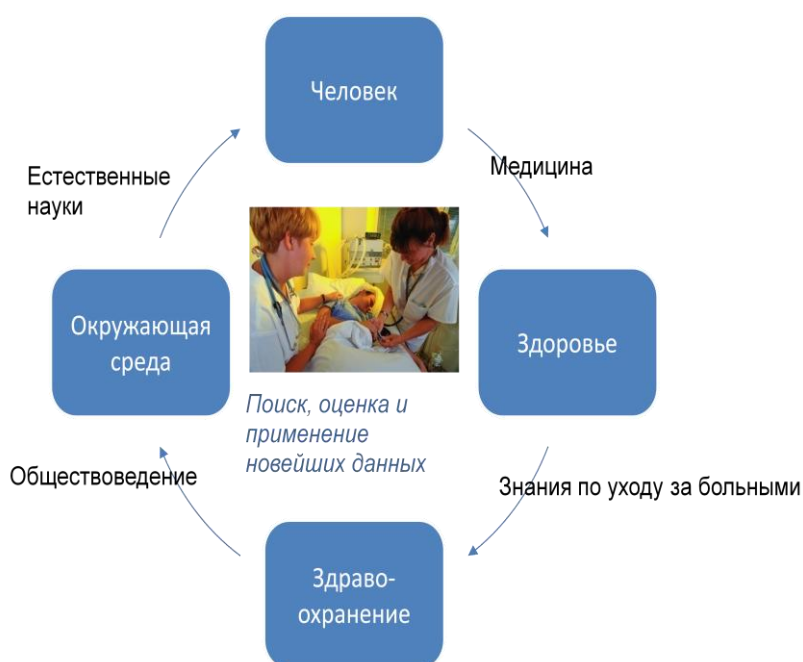 Человек
Естественные
науки
Медицина
Окружающая
среда
Здоровье
Поиск, оценка и
применение
новейших данных
Обществоведение
Знания по уходу за больными
Здраво-
охранение